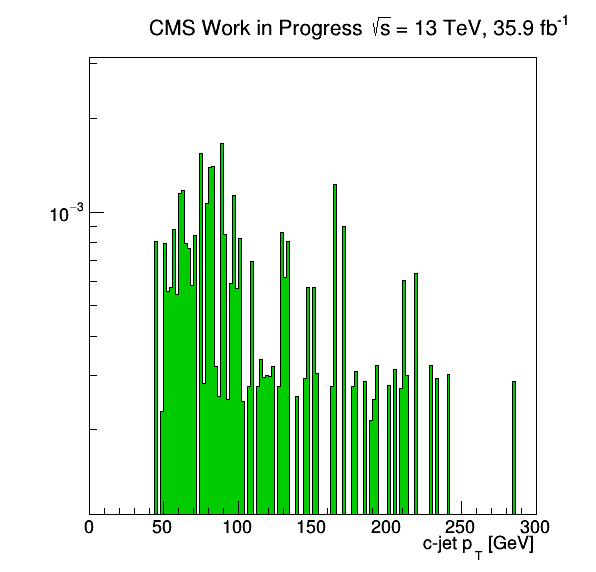 CMS Work in Progress √s = 13 TeV, 35.9 fb⁻¹
10⁻³
0 50 100 150 200 250 300
c-jet p_T [GeV]